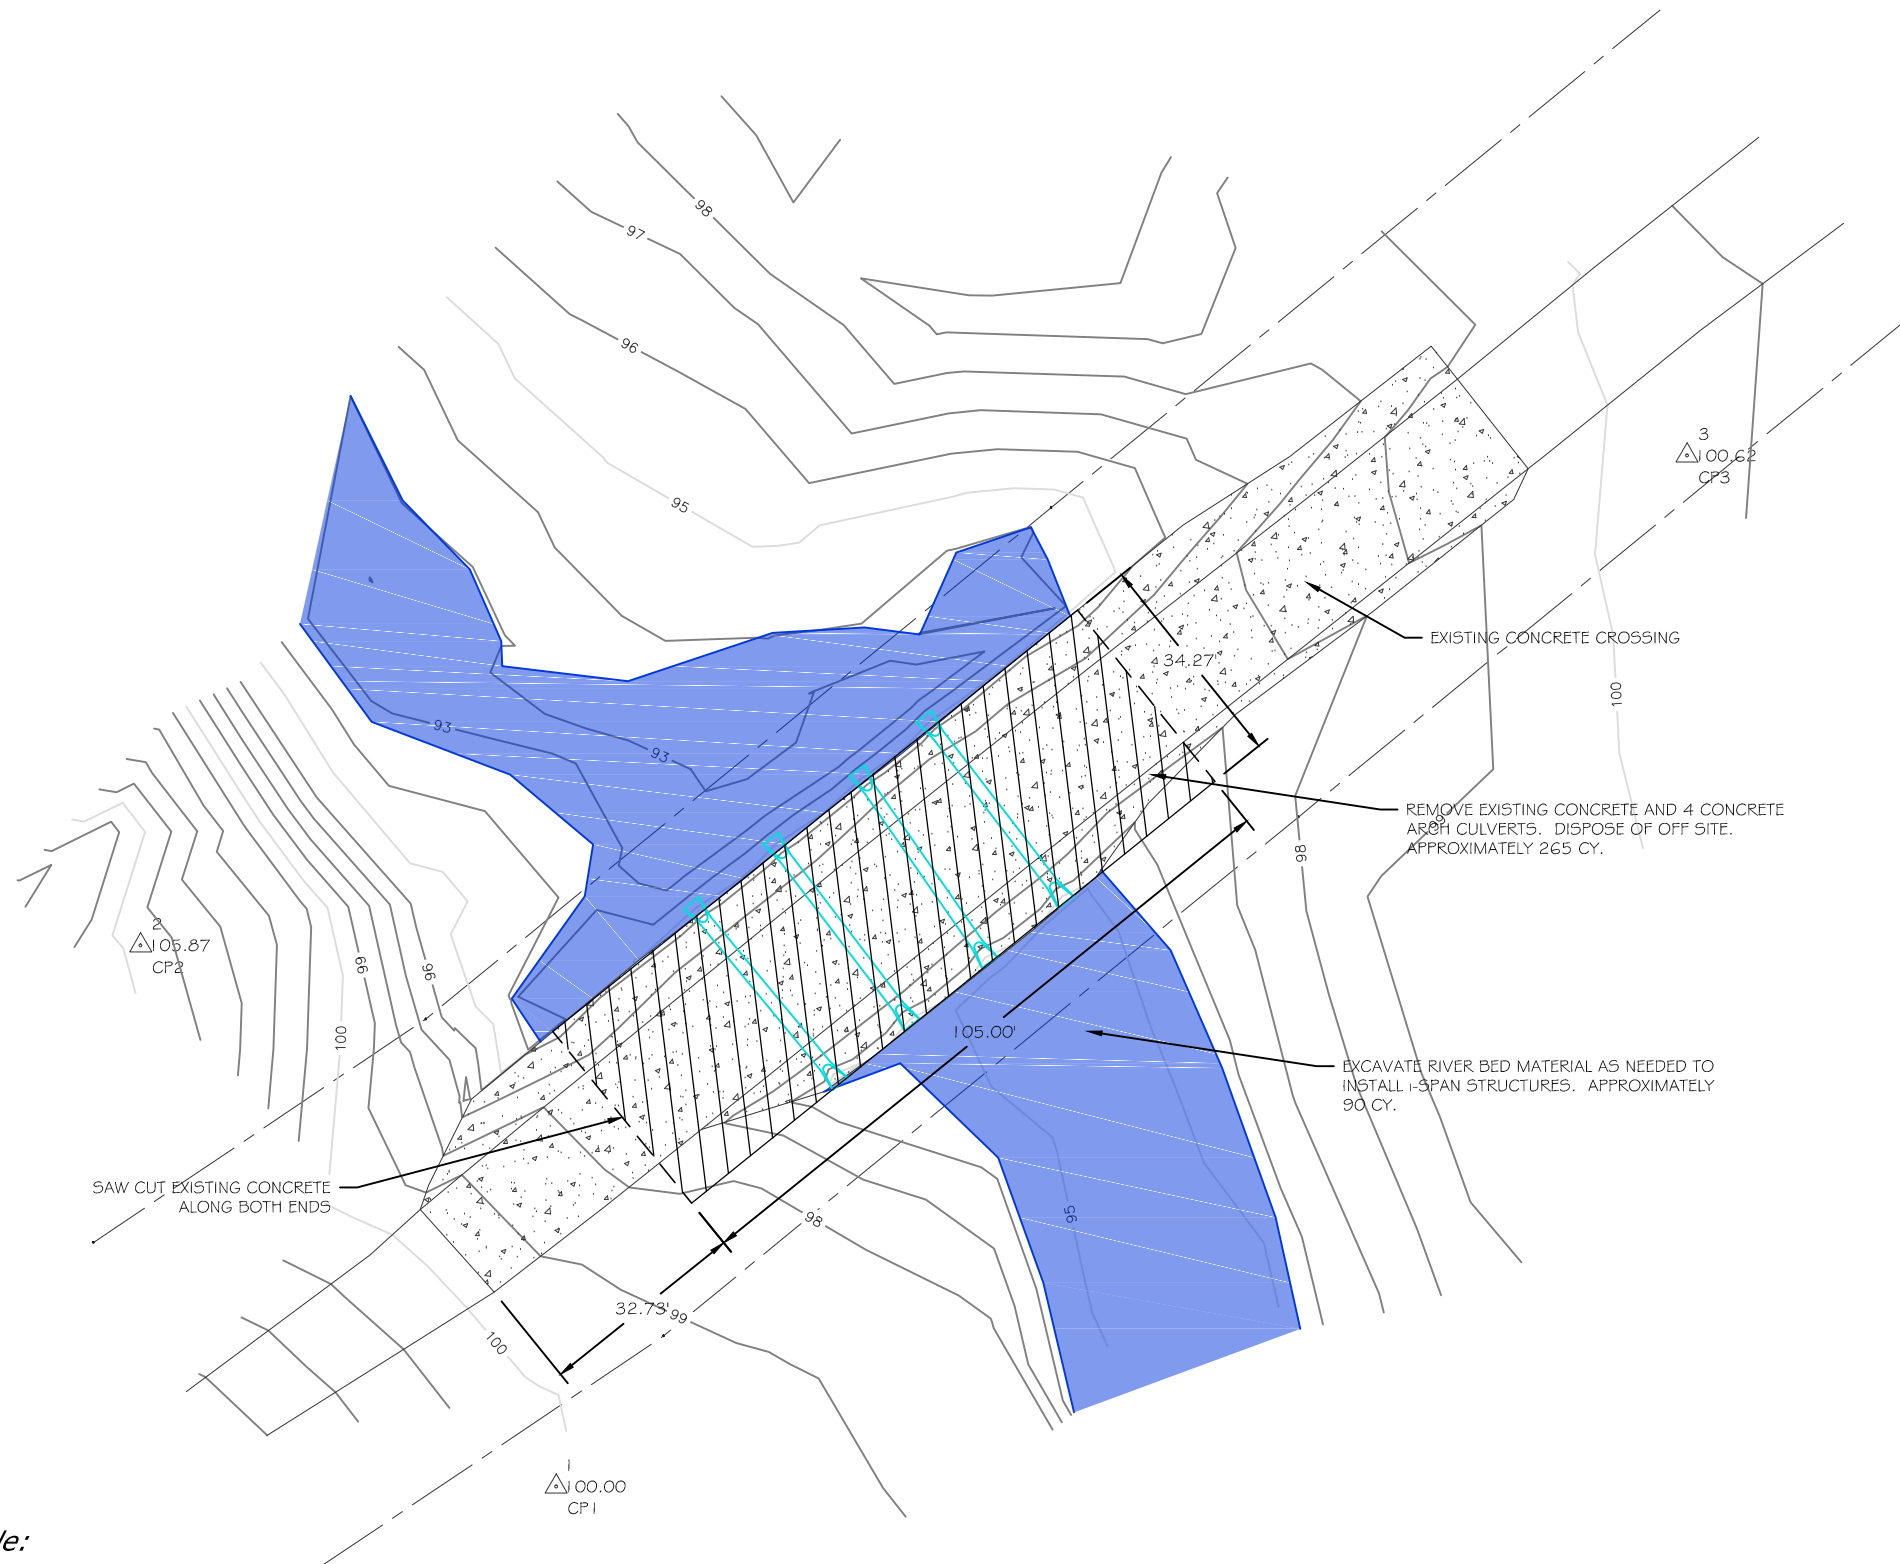 98
97
96
95
3
100.62
CP3
EXISTING CONCRETE CROSSING
34.27'
100
93
93
REMOVE EXISTING CONCRETE AND 4 CONCRETE
ARCH CULVERTS. DISPOSE OF OFF SITE.
APPROXIMATELY 265 CY.
99
98
2
105.87
CP2
99
96
100
105.00'
EXCAVATE RIVER BED MATERIAL AS NEEDED TO
INSTALL I-SPAN STRUCTURES. APPROXIMATELY
90 CY.
SAW CUT EXISTING CONCRETE
ALONG BOTH ENDS
95
98
32.73'
99
100
1
100.00
CP1